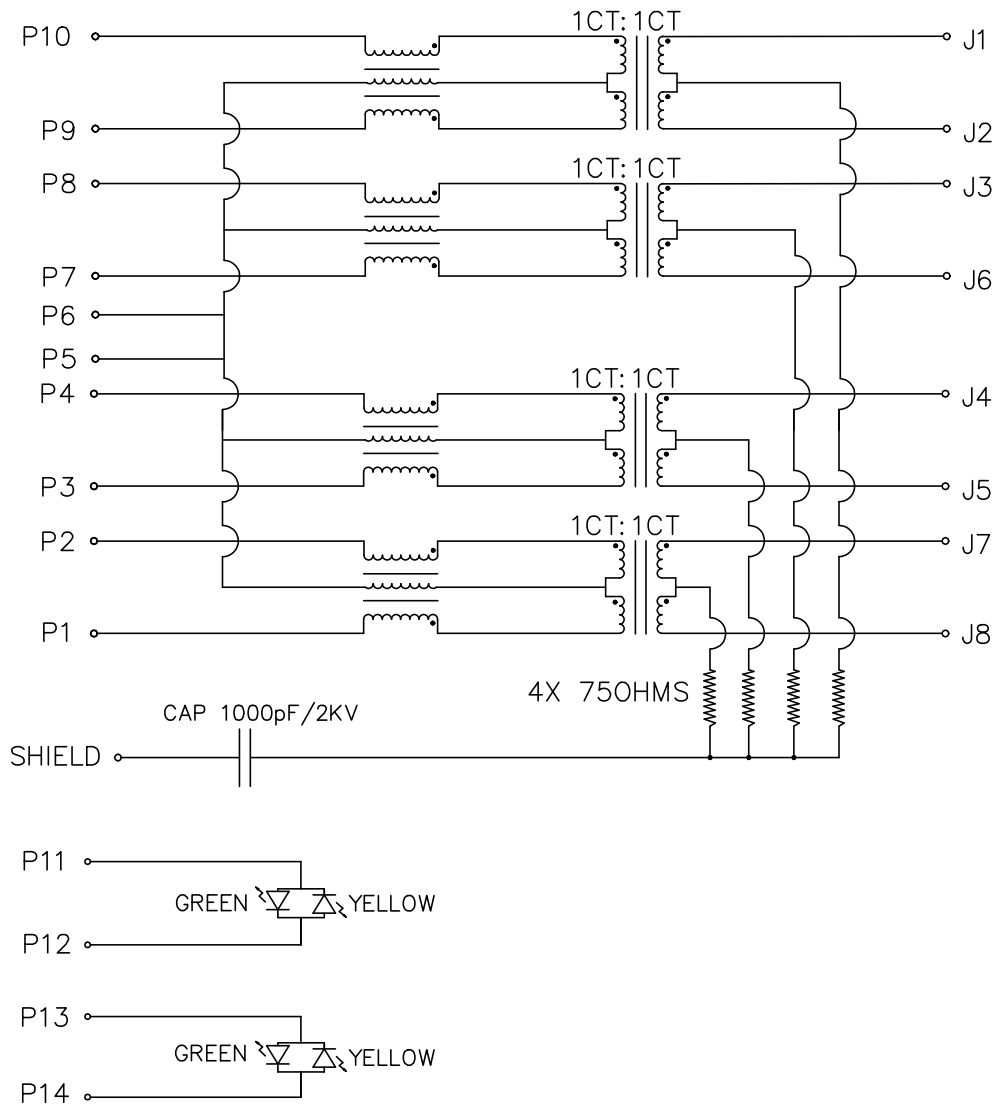 1CT:1CT
P10 J1
P9 J2
1CT:1CT
P8 J3
P7 J6
P6
P5
1CT:1CT
P4 J4
P3 J5
1CT:1CT
P2 J7
P1 J8
4X 75OHMS
CAP 1000pF/2KV
SHIELD
P11
GREEN YELLOW
P12
P13
GREEN YELLOW
P14